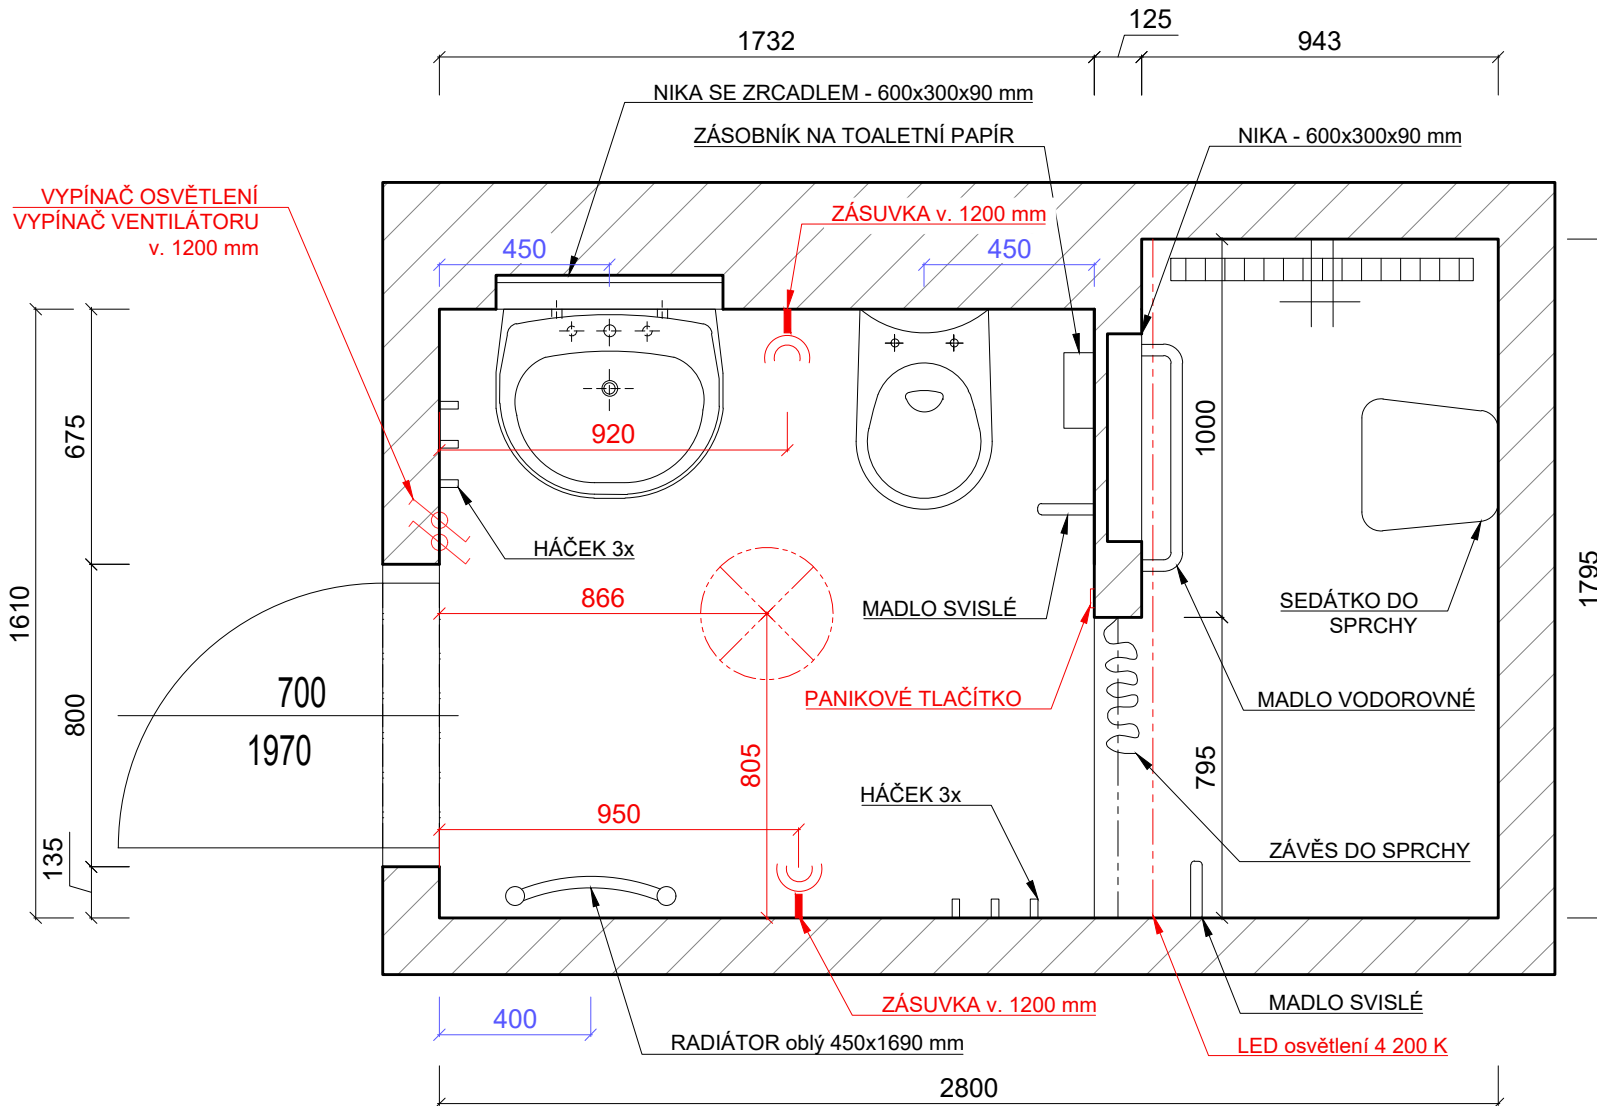 125
1732
943
NIKA SE ZRCADLEM - 600x300x90 mm
ZÁSOBNÍK NA TOALETNÍ PAPÍR
NIKA - 600x300x90 mm
VYPÍNAČ OSVĚTLENÍ
VYPÍNAČ VENTILÁTORU
v. 1200 mm
ZÁSUVKA v. 1200 mm
450
450
675
920
1000
HÁČEK 3x
866
MADLO SVISLÉ
SEDÁTKO DO
SPRCHY
1795
1610
700
1970
800
PANIKOVÉ TLAČÍTKO
MADLO VODOROVNÉ
805
795
HÁČEK 3x
950
135
ZÁVĚS DO SPRCHY
ZÁSUVKA v. 1200 mm
MADLO SVISLÉ
400
RADIÁTOR oblý 450x1690 mm
LED osvětlení 4 200 K
2800